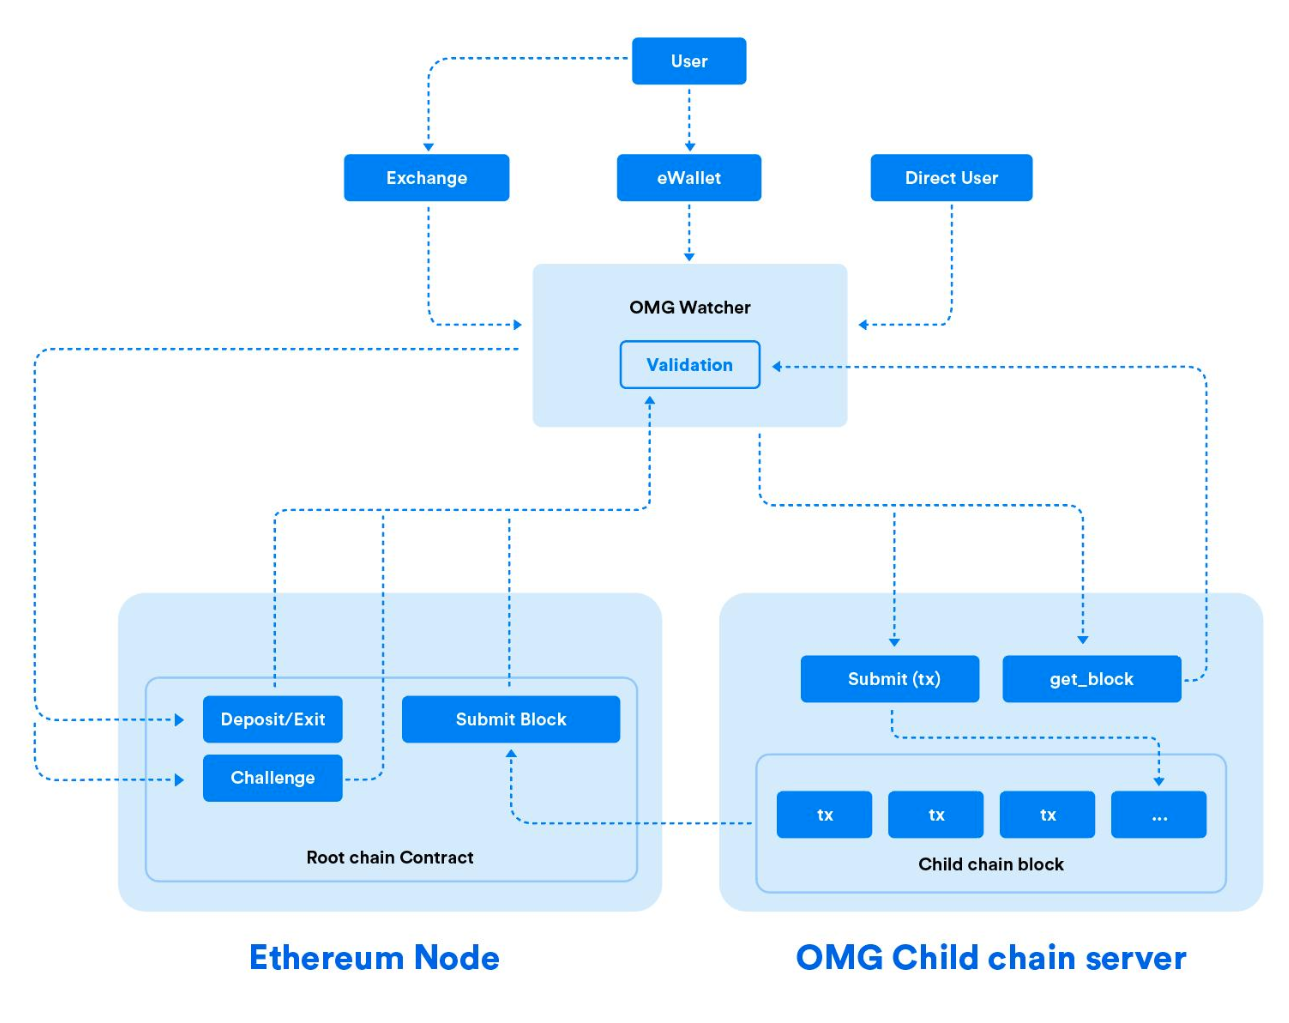 User
Exchange
eWallet
Direct User
OMG Watcher
Validation
Submit (tx)
get_block
Deposit/Exit
Submit Block
Challenge
tx
tx
tx
...
Root chain Contract
Child chain block
Ethereum Node
OMG Child chain server